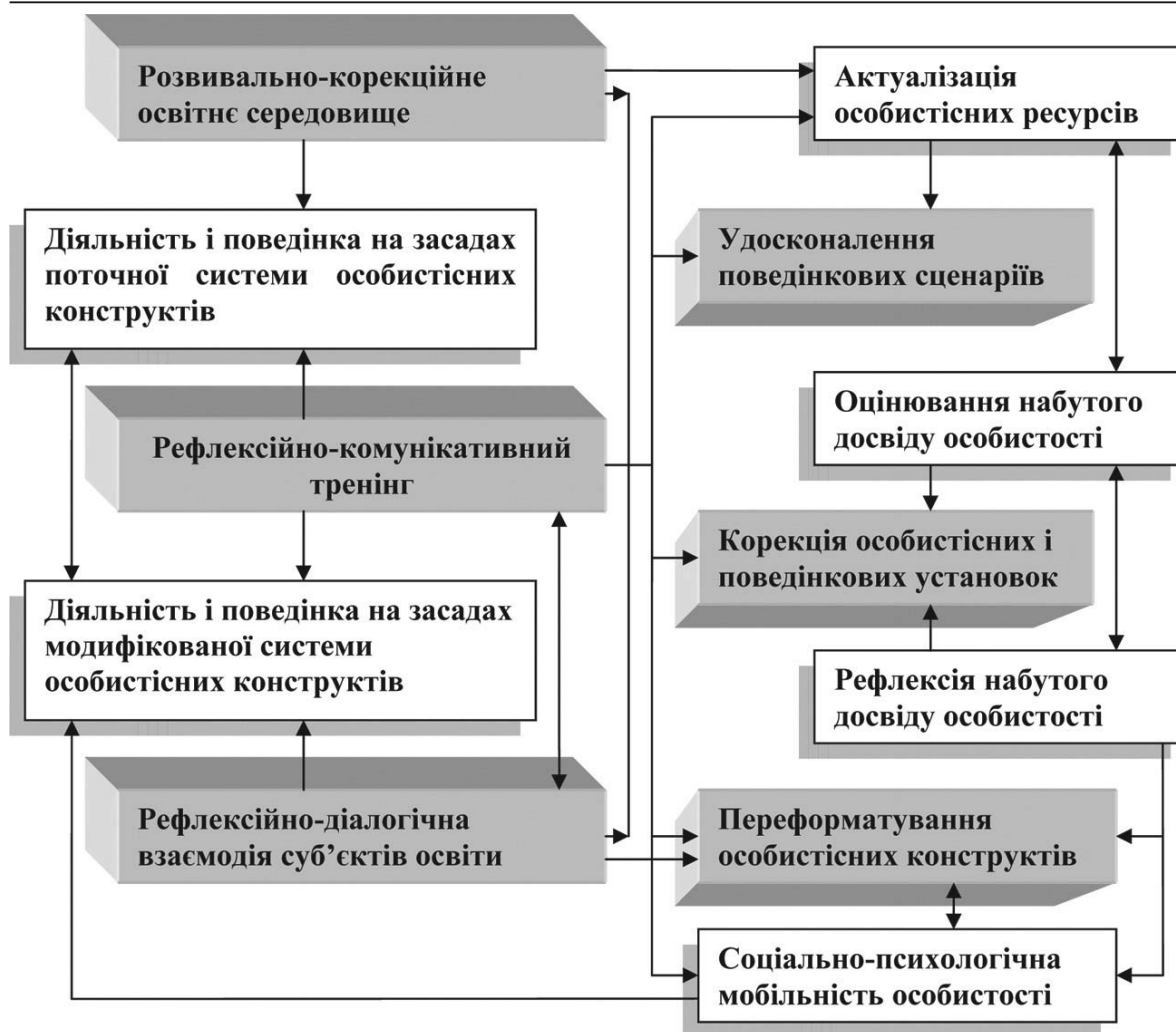 Розвивально-корекційне
освітнє середовище
Актуалізація
особистісних ресурсів
Діяльність і поведінка на засадах
поточної системи особистісних
конструктів
Удосконалення
поведінкових сценаріїв
Рефлексійно-комунікативний
тренінг
Оцінювання набутого
досвіду особистості
Корекція особистісних і
поведінкових установок
Діяльність і поведінка на засадах
модифікованої системи
особистісних конструктів
Рефлексія набутого
досвіду особистості
Рефлексійно-діалогічна
взаємодія суб’єктів освіти
Переформатування
особистісних конструктів
Соціально-психологічна
мобільність особистості